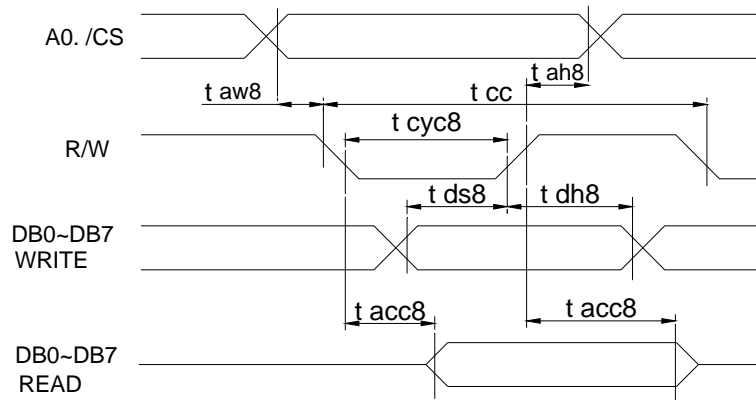 A0. /CS
t ah8
t aw8
t cc
t cyc8
R/W
t ds8
t dh8
DB0~DB7
WRITE
t acc8
t acc8
DB0~DB7
READ